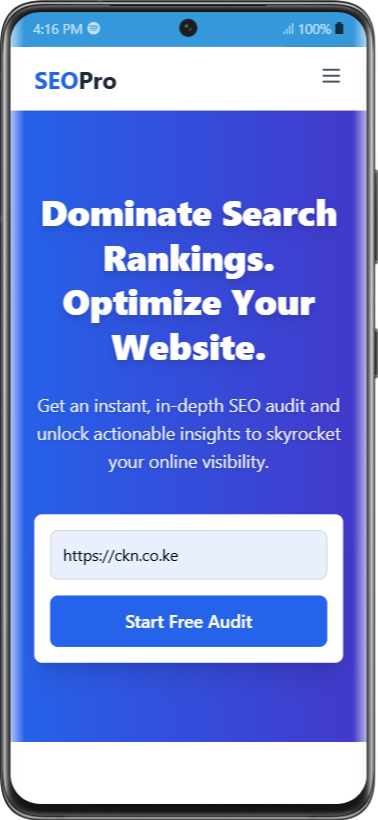 4:16 PM
100%
SEOPro
Dominate Search
Rankings.
Optimize Your
Website.
Get an instant, in-depth SEO audit and
unlock actionable insights to skyrocket
your online visibility.
https://ckn.co.ke
Start Free Audit